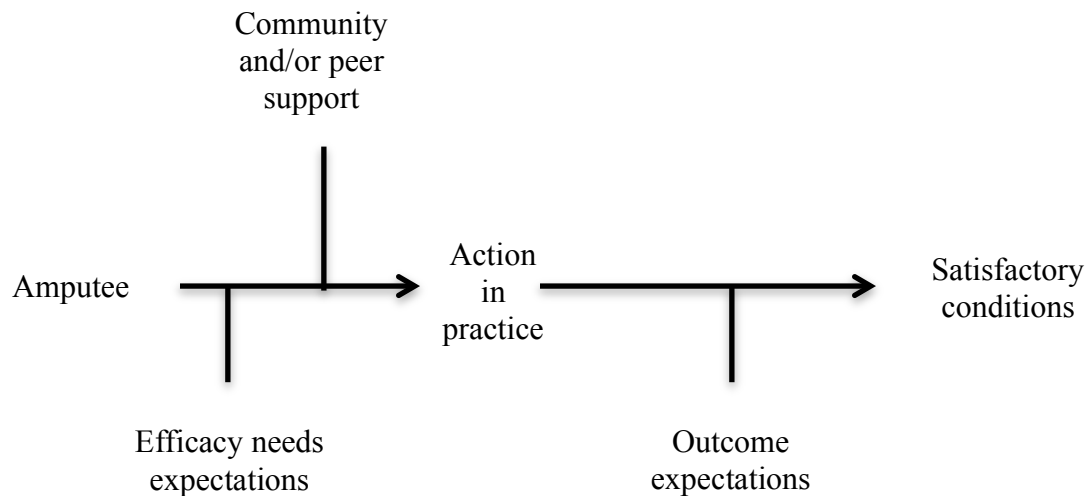 Community
and/or peer
support
Amputee
Action
in
practice
Satisfactory
conditions
Efficacy needs
expectations
Outcome
expectations